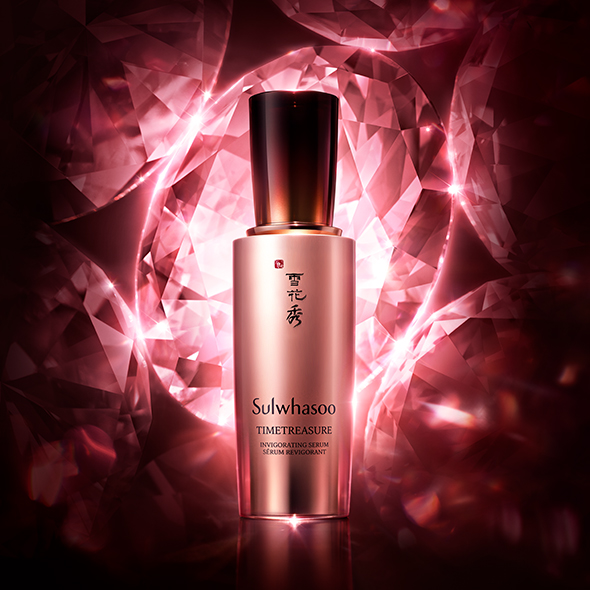 雪花秀
Sulwhasoo
TIMETREASURE
INVIGORATING SERUM
SÉRUM REVIGORANT